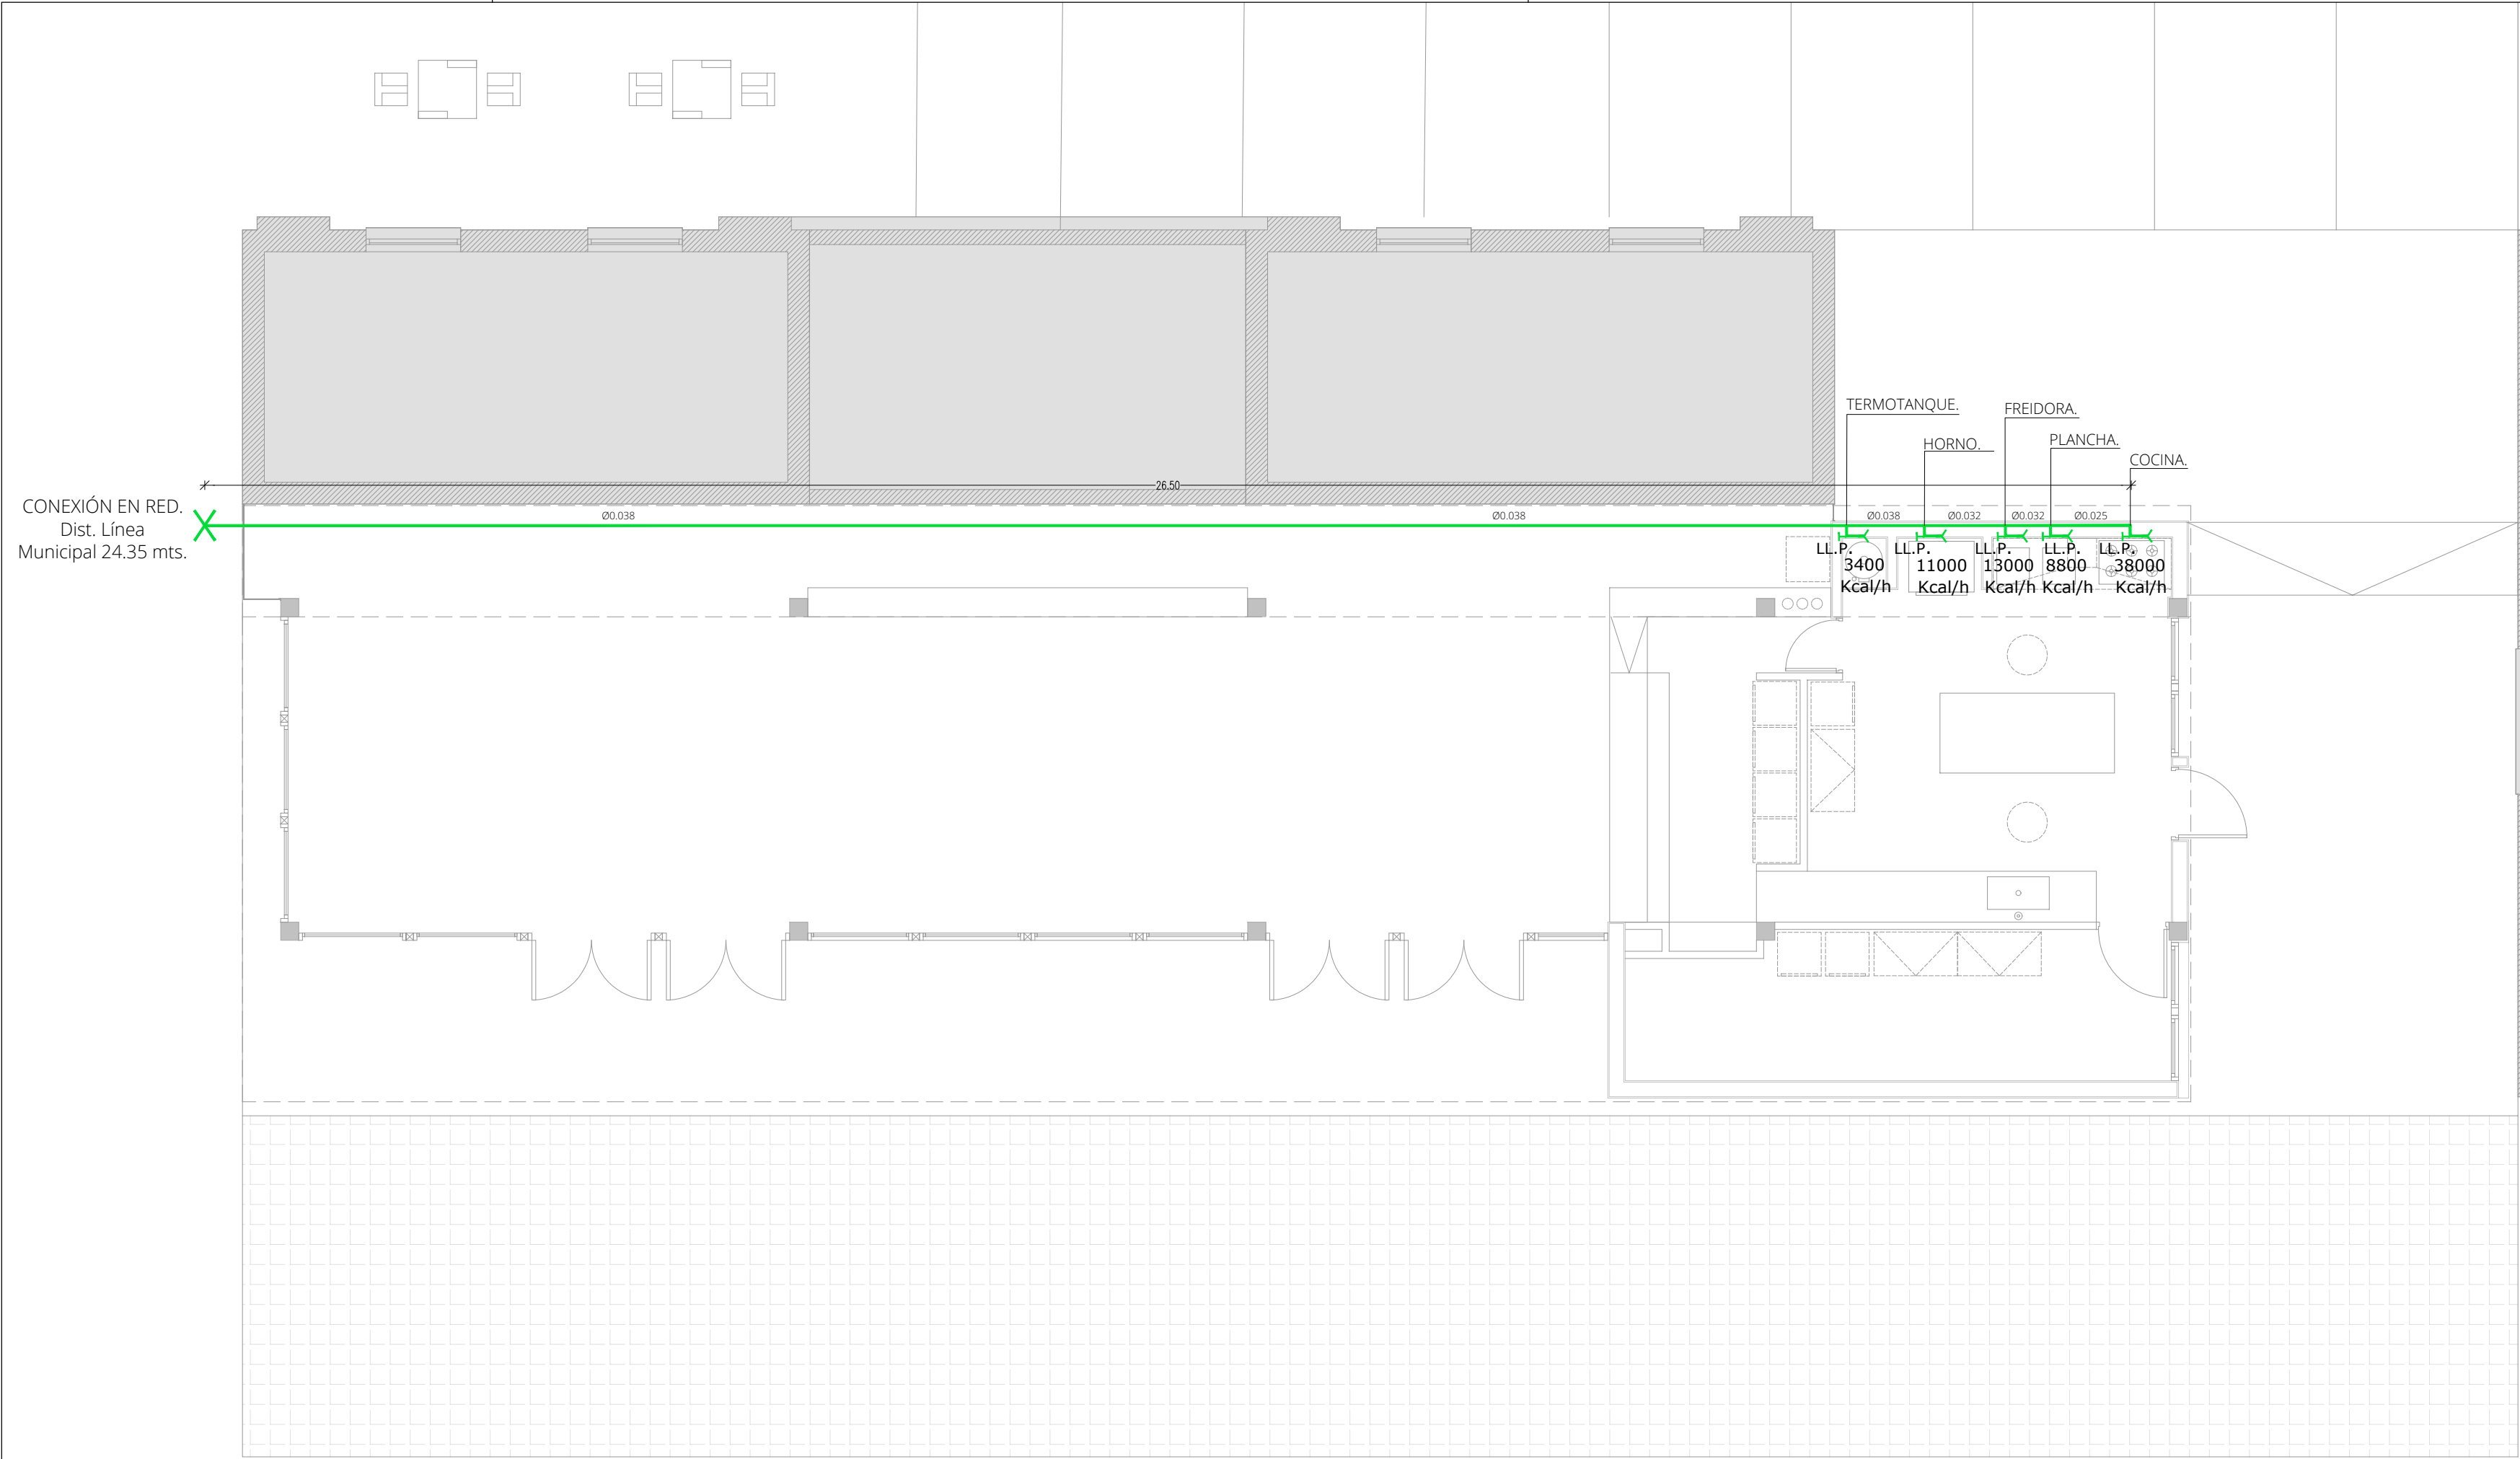 TERMOTANQUE.
FREIDORA.
HORNO.
PLANCHA.
COCINA.
26.50
CONEXIÓN EN RED.
Dist. Línea
Municipal 24.35 mts.
Ø0.038
Ø0.038
Ø0.038
Ø0.032
Ø0.032
Ø0.025
LL.P.
3400
Kcal/h
LL.P.
11000
Kcal/h
LL.P.
13000
Kcal/h
LL.P.
8800
Kcal/h
LL.P.
38000
Kcal/h